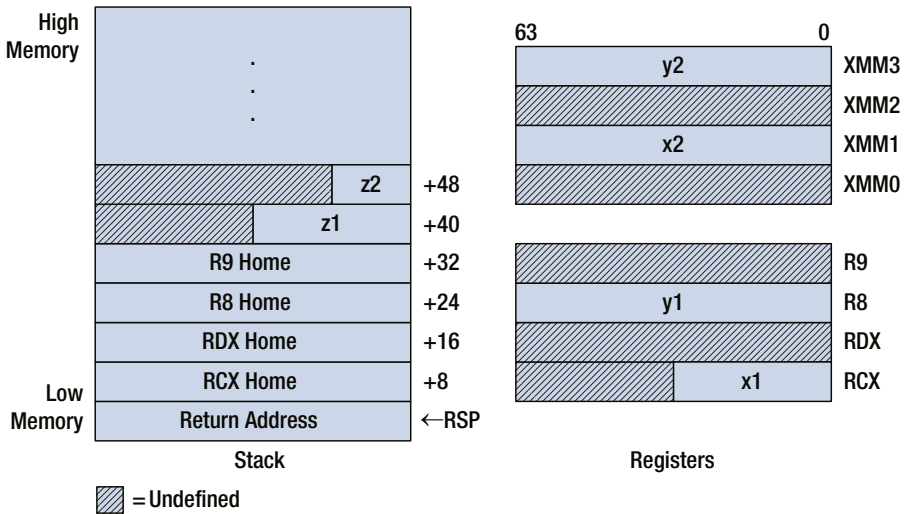 High
Memory
.
.
.
z2 +48
z1 +40
R9 Home +32
R8 Home +24
RDX Home +16
RCX Home +8
Low
Memory
Return Address ←RSP
Stack
= Undefined
63 0
y2 XMM3
XMM2
x2 XMM1
XMM0
R9
y1 R8
RDX
x1 RCX
Registers